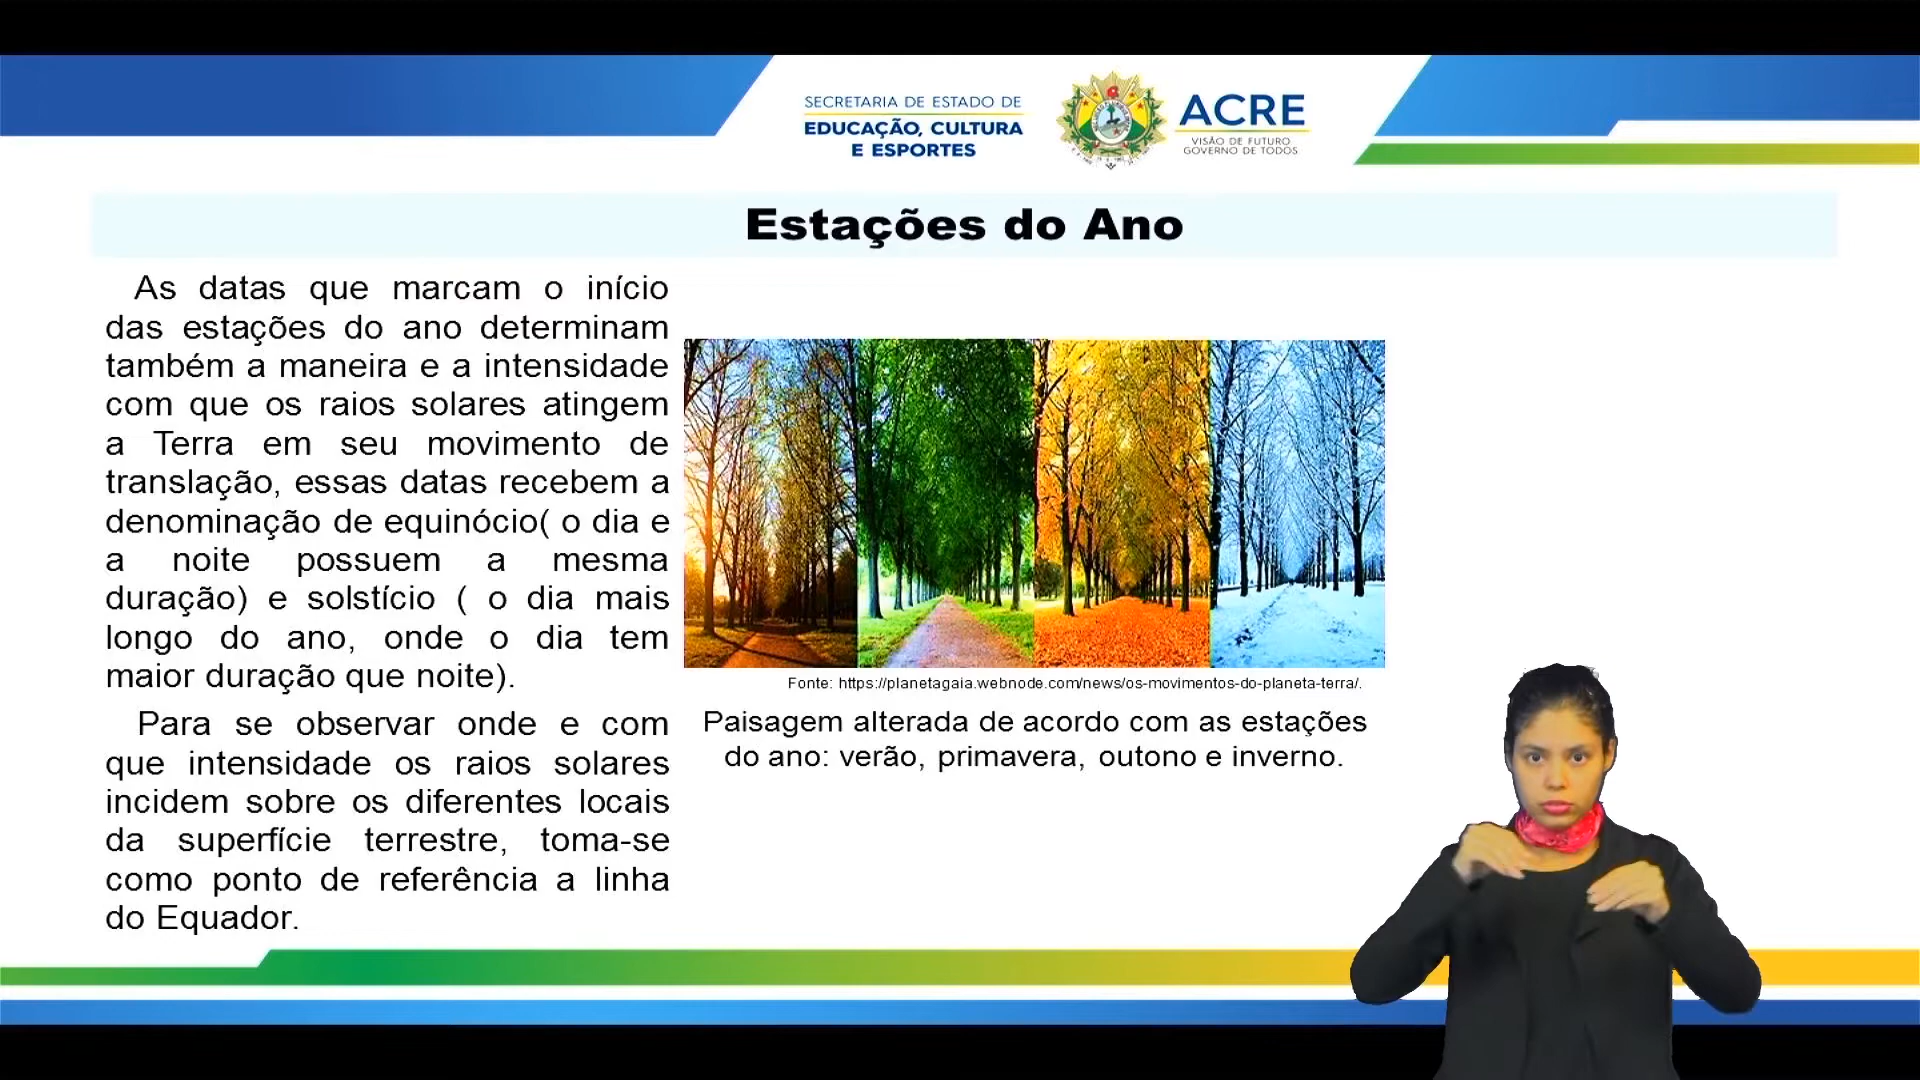 SECRETARIA DE ESTADO DE
EDUCAÇÃO, CULTURA
E ESPORTES
ACRE
VISÃO DE FUTURO
GOVERNO DE TODOS
Estações do Ano
As datas que marcam o início
das estações do ano determinam
também a maneira e a intensidade
com que os raios solares atingem
a Terra em seu movimento de
translação, essas datas recebem a
denominação de equinócio( o dia e
a noite possuem a mesma
duração) e solstício ( o dia mais
longo do ano, onde o dia tem
maior duração que noite).
Para se observar onde e com
que intensidade os raios solares
incidem sobre os diferentes locais
da superfície terrestre, toma-se
como ponto de referência a linha
do Equador.
Fonte: https://planetagaia.webnode.com/news/os-movimentos-do-planeta-terra/.
Paisagem alterada de acordo com as estações
do ano: verão, primavera, outono e inverno.